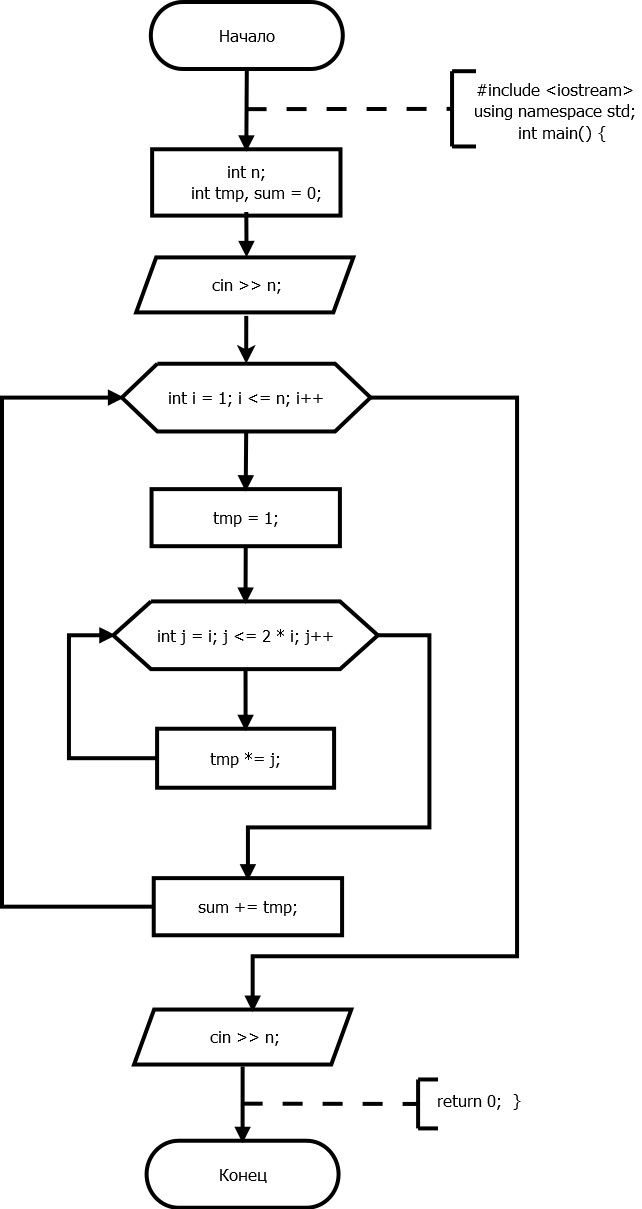 Начало
#include <iostream>
using namespace std;
int main() {
int n;
int tmp, sum = 0;
cin >> n;
int i = 1; i <= n; i++
tmp = 1;
int j = i; j <= 2 * i; j++
tmp *= j;
sum += tmp;
cin >> n;
return 0;  }
Конец